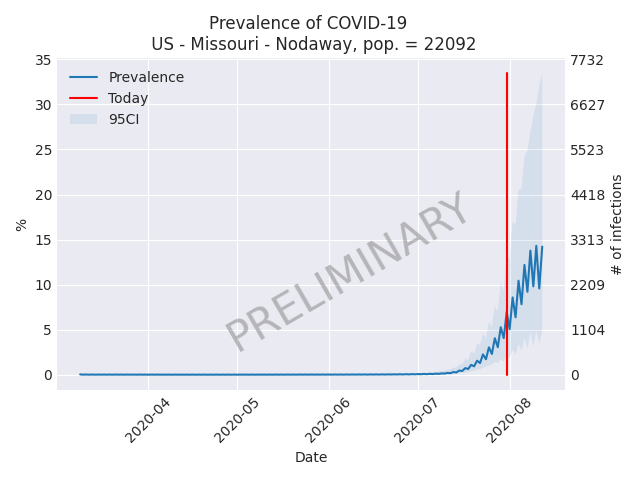 Prevalence of COVID-19
US - Missouri - Nodaway, pop. = 22092
Prevalence
Today
95CI
35
30
25
20
15
10
5
0
%
7732
6627
5523
4418
3313
2209
1104
0
# of infections
PRELIMINARY
2020-04
2020-05
2020-06
2020-07
2020-08
Date